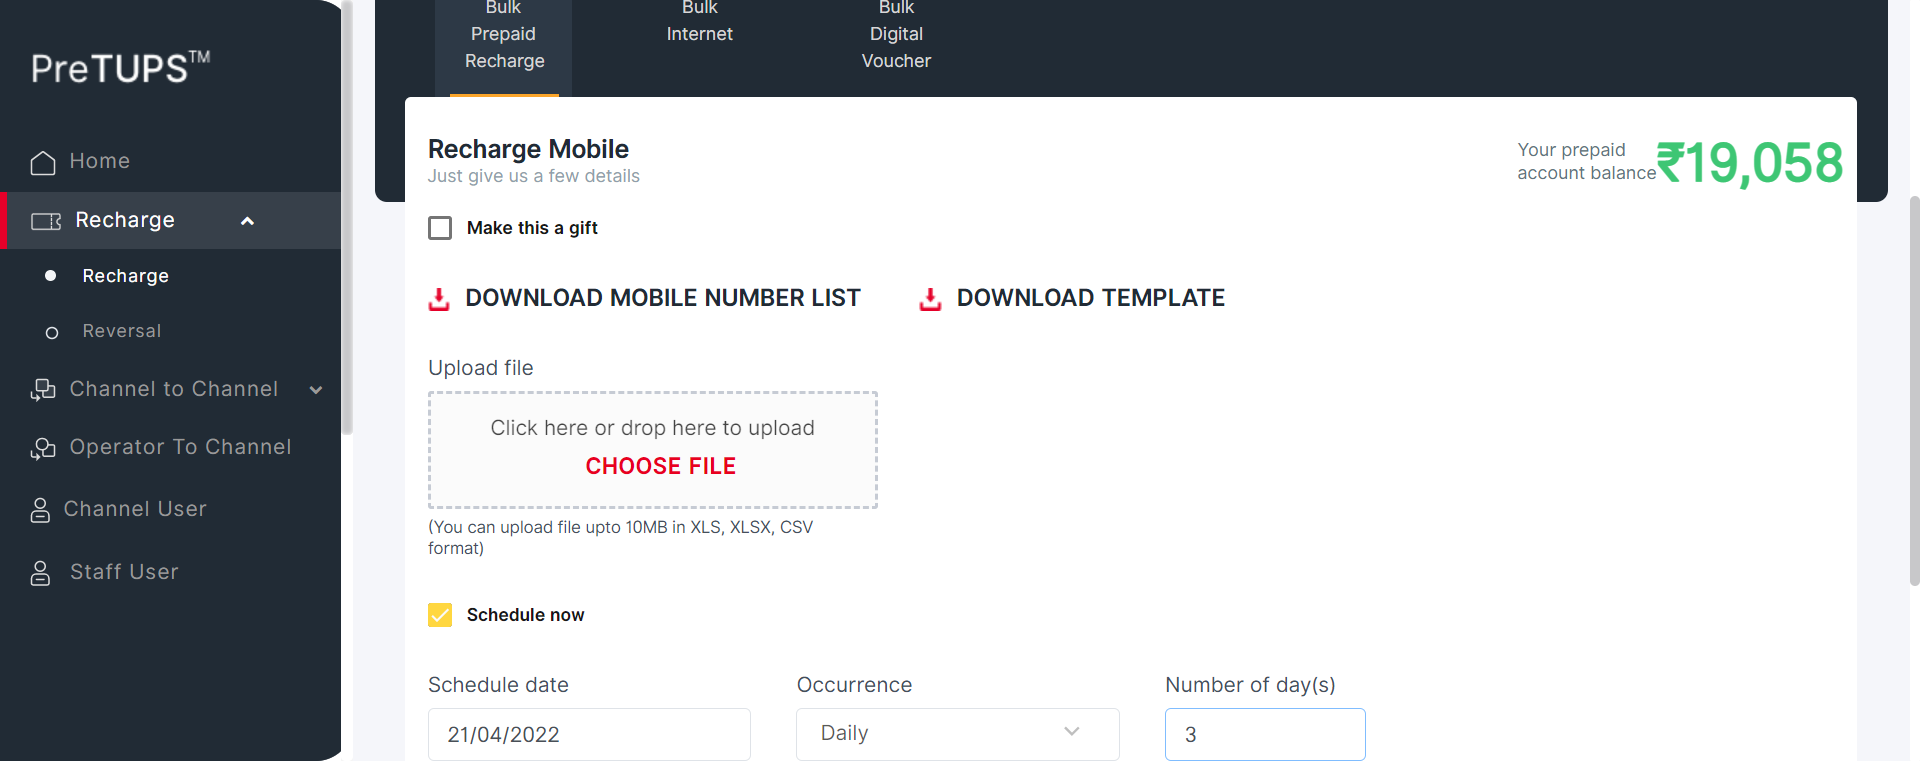 PreTUPS™
Home
Recharge
Recharge
Reversal
Channel to Channel
Operator To Channel
Channel User
Staff User
Bulk
Prepaid
Recharge
Bulk
Internet
Bulk
Digital
Voucher
Recharge Mobile
Just give us a few details
Your prepaid
account balance
₹19,058
Make this a gift
DOWNLOAD MOBILE NUMBER LIST
DOWNLOAD TEMPLATE
Upload file
Click here or drop here to upload
CHOOSE FILE
(You can upload file upto 10MB in XLS, XLSX, CSV
format)
Schedule now
Schedule date
Occurrence
Number of day(s)
21/04/2022
Daily
3